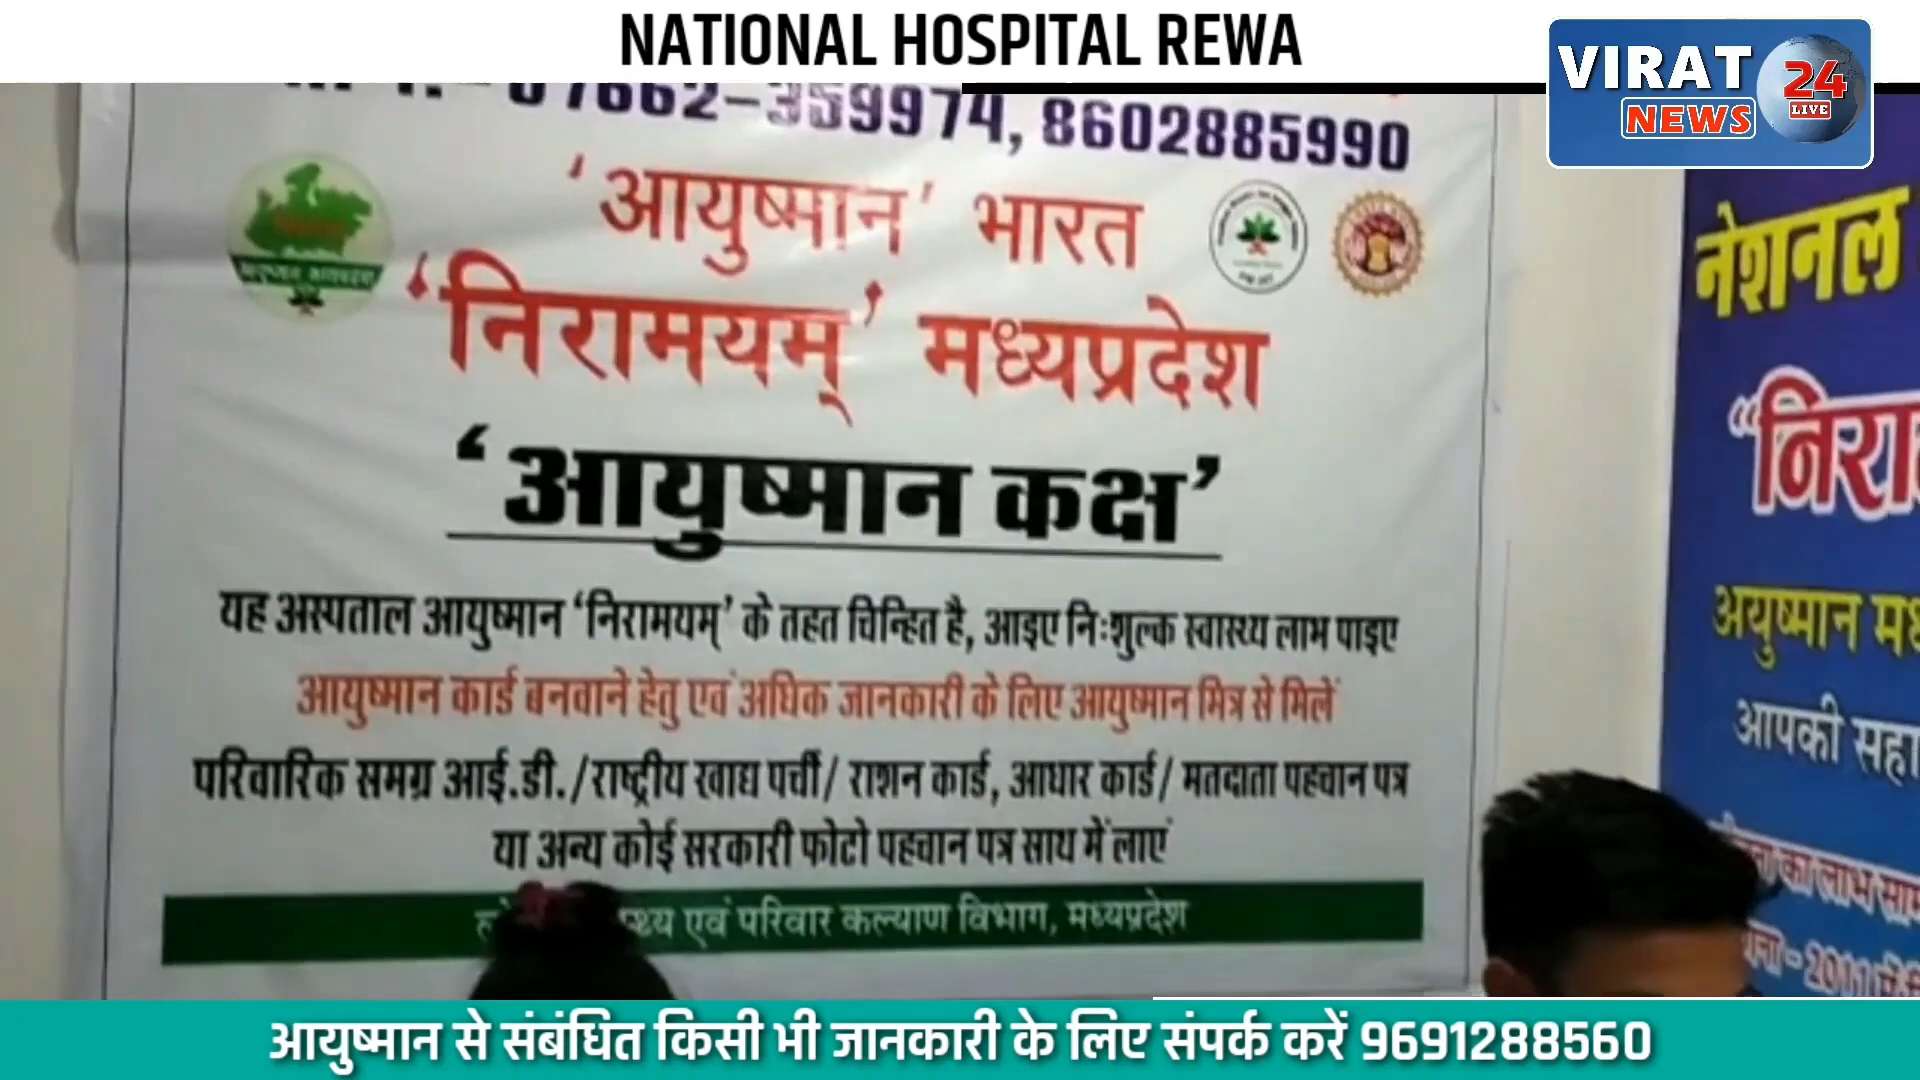 NATIONAL HOSPITAL REWA
VIRAT
24
NEWS
LIVE
07662-359974, 8602885990
'आयुष्मान' भारत
'निरामयम्' मध्यप्रदेश
'आयुष्मान कक्ष'
यह अस्पताल आयुष्मान 'निरामयम्' के तहत चिन्हित है, आइए निःशुल्क स्वास्थ्य लाभ पाइए
आयुष्मान कार्ड बनवाने हेतु एवं अधिक जानकारी के लिए आयुष्मान मित्र से मिलें
परिवारिक समग्र आई.डी./राष्ट्रीय खाद्य पर्ची/ राशन कार्ड, आधार कार्ड/ मतदाता पहचान पत्र
या अन्य कोई सरकारी फोटो पहचान पत्र साथ में लाएं
एवं परिवार कल्याण विभाग, मध्यप्रदेश
नेशनल
अयुष्मान
आपकी
का लाभ
2011 में
आयुष्मान से संबंधित किसी भी जानकारी के लिए संपर्क करें 9691288560